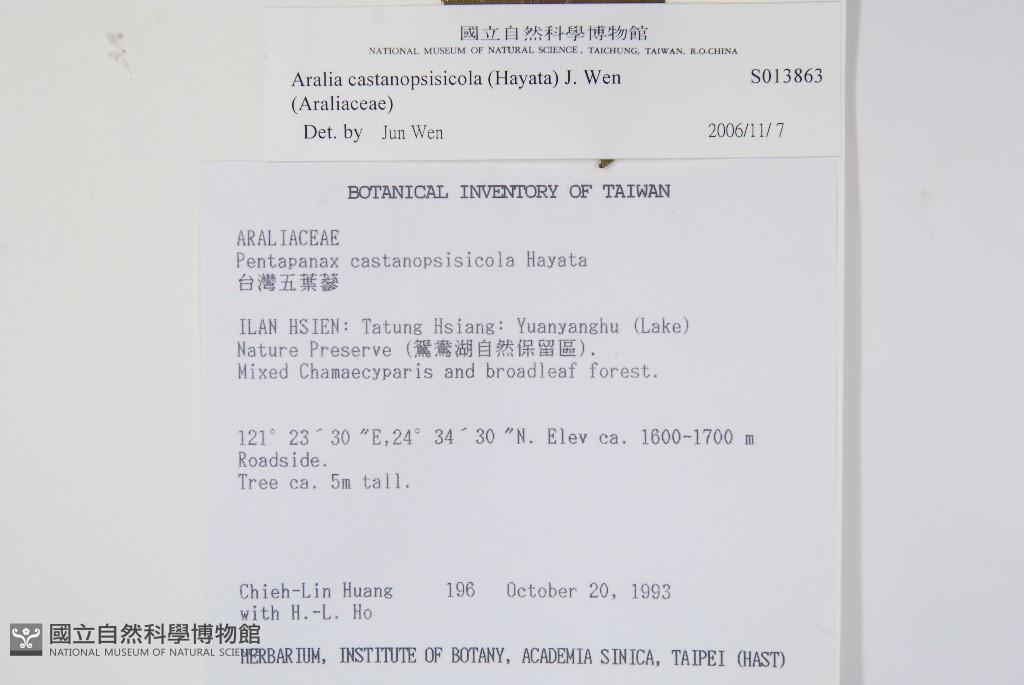 國立自然科學博物館
NATIONAL MUSEUM OF NATURAL SCIENCE, TAICHUNG, TAIWAN, R.O.CHINA
Aralia castanopsisicola (Hayata) J. Wen S013863
(Araliaceae)
Det. by Jun Wen 2006/11/ 7
BOTANICAL INVENTORY OF TAIWAN
ARALIACEAE
Pentapanax castanopsisicola Hayata
台灣五葉蔘
ILAN HSIEN: Tatung Hsiang: Yuanyanghu (Lake)
Nature Preserve (鴛鴦湖自然保留區).
Mixed Chamaecyparis and broadleaf forest.
121° 23´30 ″E,24° 34´30 ″N. Elev ca. 1600-1700 m
Roadside.
Tree ca. 5m tall.
Chieh-Lin Huang 196 October 20, 1993
with H.-L. Ho
HERBARIUM, INSTITUTE OF BOTANY, ACADEMIA SINICA, TAIPEI (HAST)
國立自然科學博物館
NATIONAL MUSEUM OF NATURAL SCIENCE